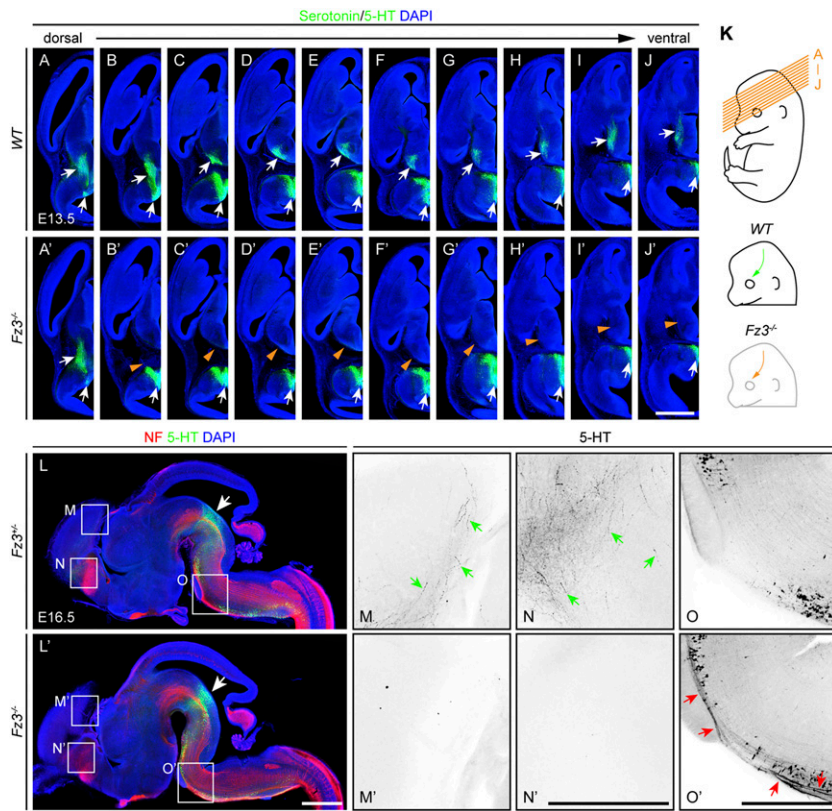 Serotonin/5-HT DAPI
dorsal ventral
K
A B C D E F G H I J
A
J
WT
E13.5
A' B' C' D' E' F' G' H' I' J'
WT
Fz3-/-
Fz3-/-
NF 5-HT DAPI 5-HT
L
M
N
O
Fz3+/-
E16.5
M N O
L'
M'
N'
O'
Fz3-/-
M' N' O'